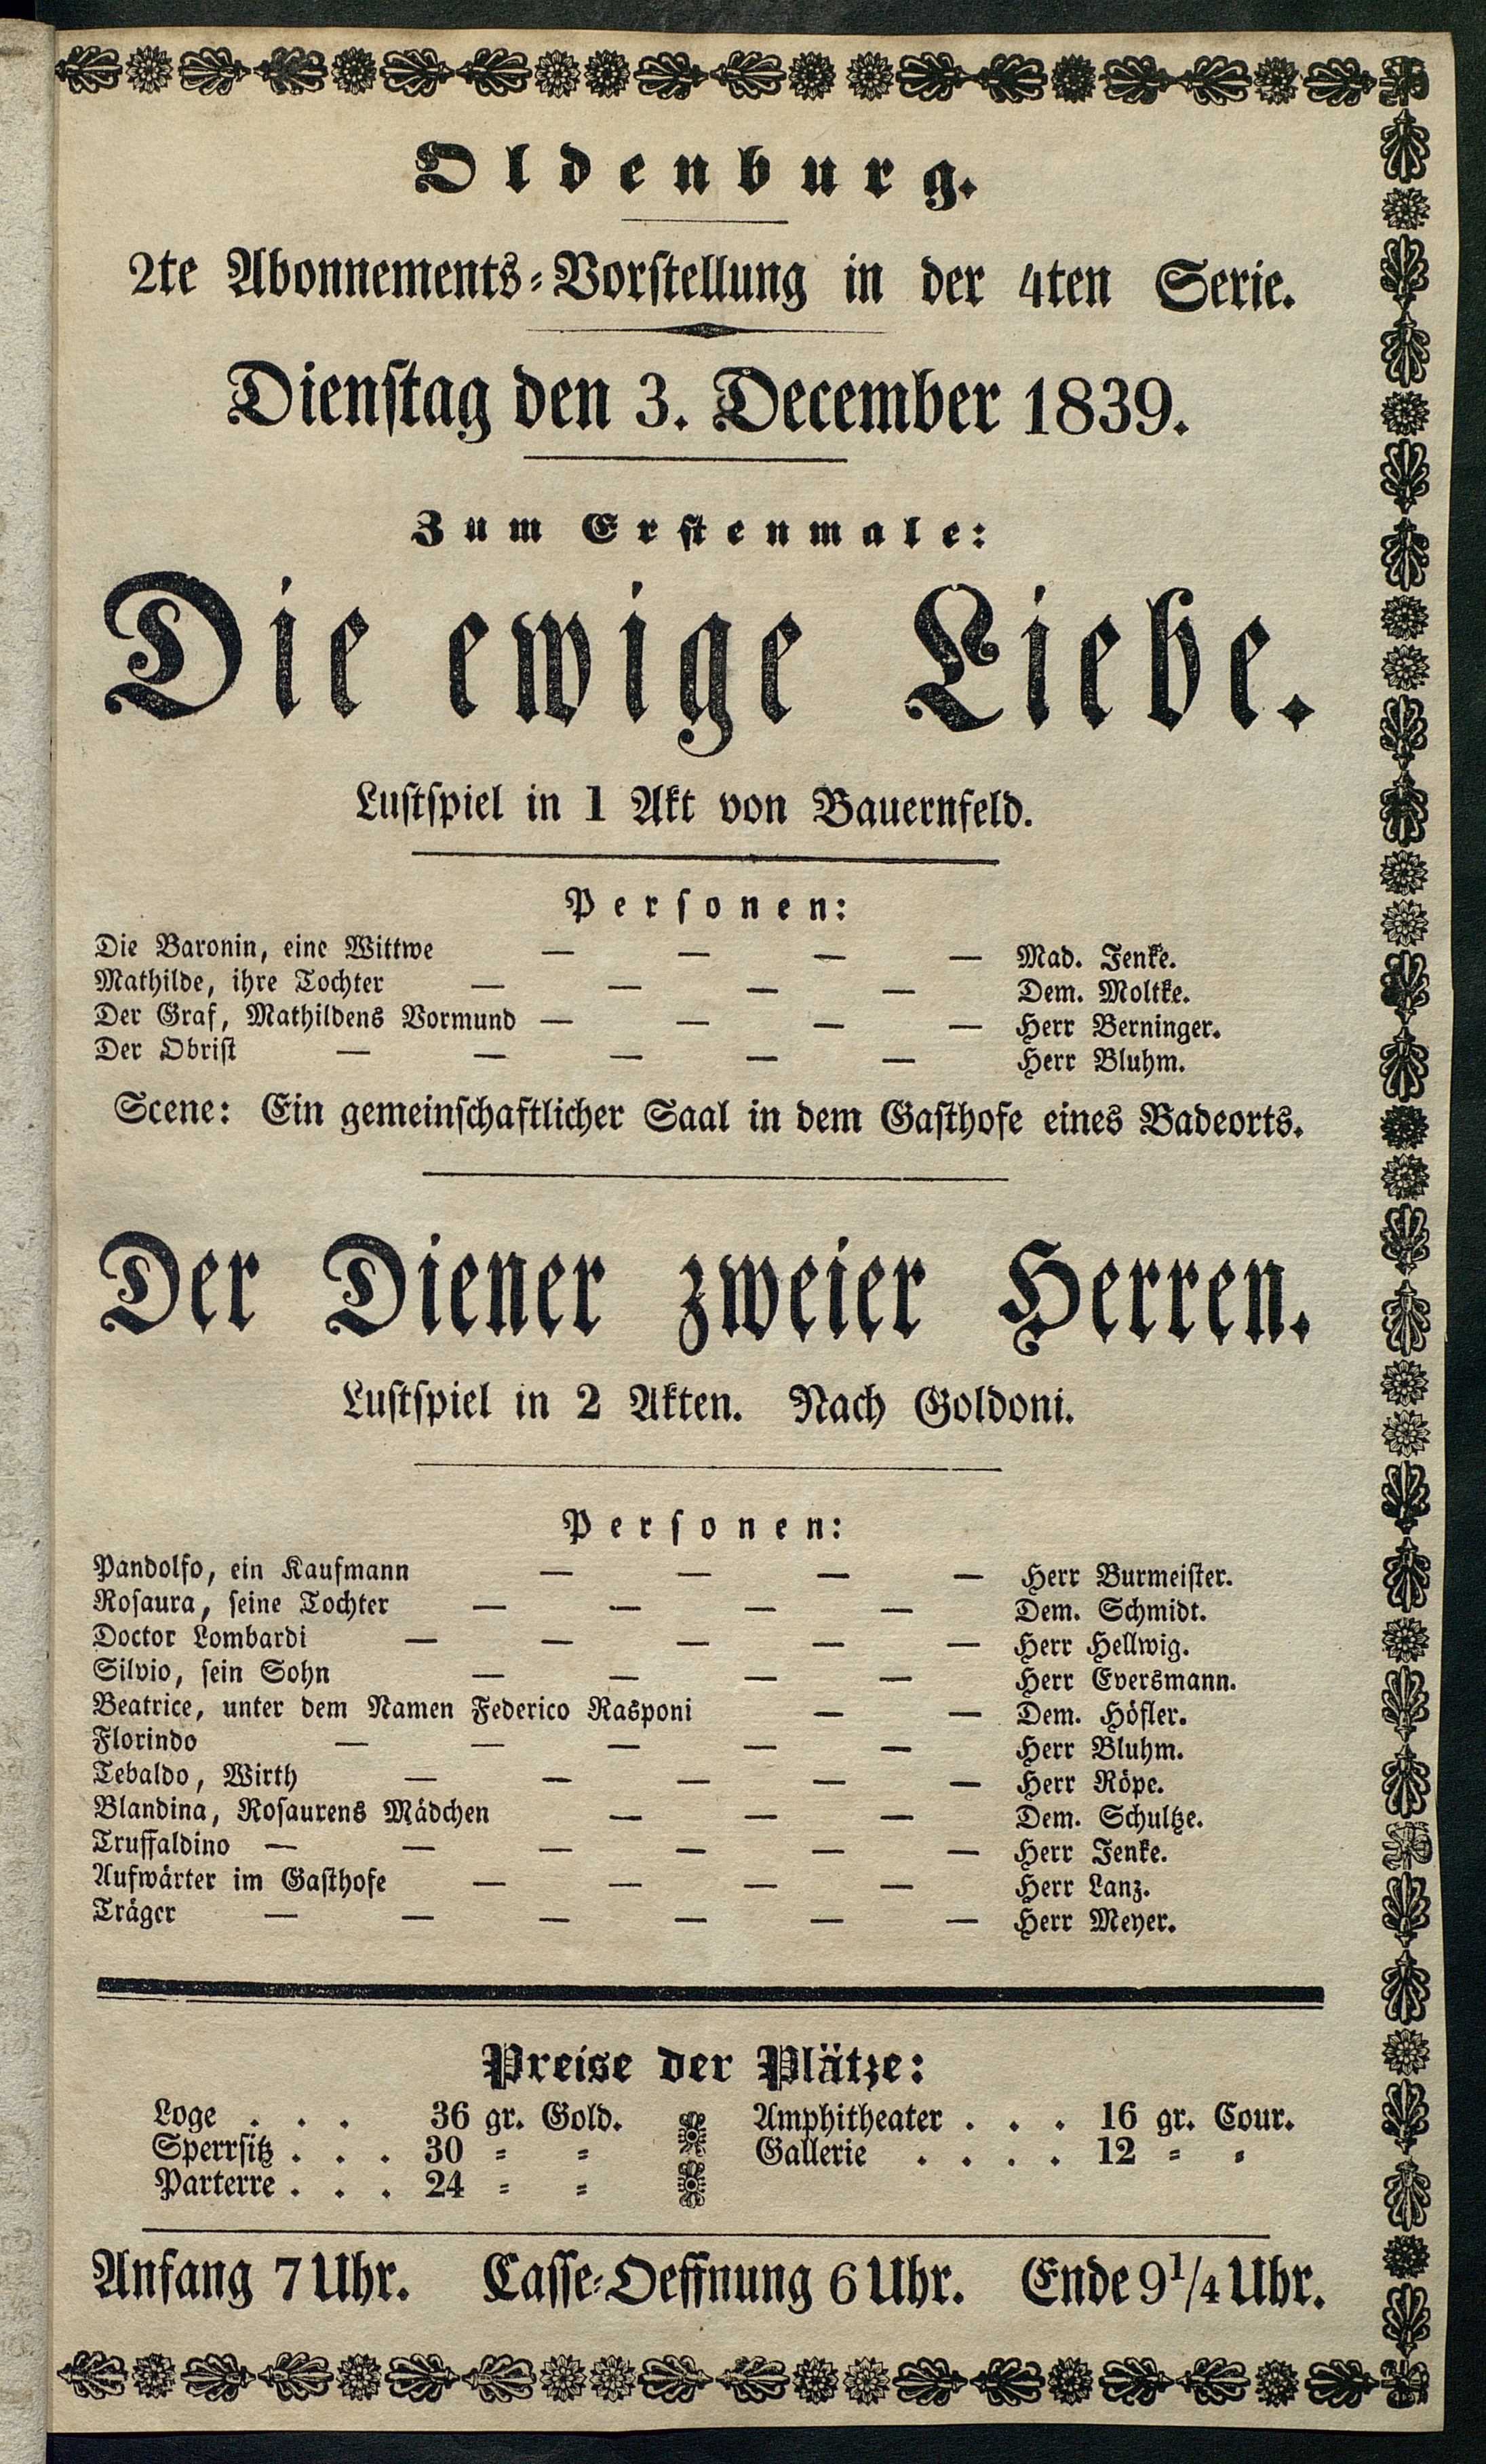 Oldenburg.
2te Abonnements-Vorstellung in der 4ten Serie.
Dienstag den 3. December 1839.
Zum Erstenmale:
Die ewige Liebe.
Lustspiel in 1 Akt von Bauernfeld.
Personen:
Die Baronin, eine Wittwe — — — — Mad. Jenke.
Mathilde, ihre Tochter — — — — Dem. Moltke.
Der Graf, Mathildens Vormund — — — — Herr Berninger.
Der Obrist — — — — — Herr Bluhm.
Scene: Ein gemeinschaftlicher Saal in dem Gasthofe eines Badeorts.
Der Diener zweier Herren.
Lustspiel in 2 Akten. Nach Goldoni.
Personen:
Pandolfo, ein Kaufmann — — — — Herr Burmeister.
Rosaura, seine Tochter — — — — Dem. Schmidt.
Doctor Lombardi — — — — — Herr Hellwig.
Silvio, sein Sohn — — — — Herr Eversmann.
Beatrice, unter dem Namen Federico Rasponi — — Dem. Höfler.
Florindo — — — — — Herr Bluhm.
Tebaldo, Wirth — — — — — Herr Röpe.
Blandina, Rosaurens Mädchen — — — Dem. Schultze.
Truffaldino — — — — — — Herr Jenke.
Aufwärter im Gasthofe — — — — Herr Lanz.
Träger — — — — — — Herr Meyer.
Preise der Plätze:
Loge . . . 36 gr. Gold. Amphitheater . . . 16 gr. Cour.
Sperrsitz . . . 30 = = Gallerie . . . . 12 = =
Parterre . . . 24 = =
Anfang 7 Uhr. Casse-Oeffnung 6 Uhr. Ende 9 1/4 Uhr.